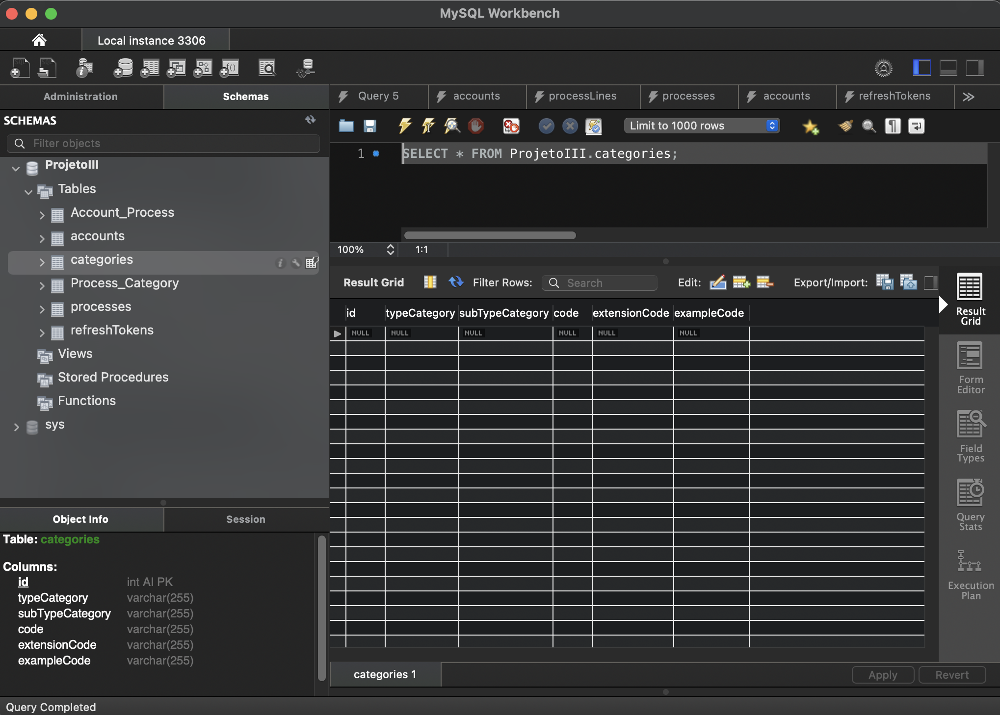 MySQL Workbench
Local instance 3306
Administration
Schemas
SCHEMAS
Filter objects
ProjetoIII
Tables
Account_Process
accounts
categories
Process_Category
processes
refreshTokens
Views
Stored Procedures
Functions
sys
Object Info
Session
Table: categories
Columns:
id int AI PK
typeCategory varchar(255)
subTypeCategory varchar(255)
code varchar(255)
extensionCode varchar(255)
exampleCode varchar(255)
Query 5
accounts
processLines
processes
accounts
refreshTokens
Limit to 1000 rows
1 SELECT * FROM ProjetoIII.categories;
100% 1:1
Result Grid
Filter Rows:
Search
Edit:
Export/Import:
id typeCategory subTypeCategory code extensionCode exampleCode
NULL NULL NULL NULL NULL NULL
Result
Grid
Form
Editor
Field
Types
Query
Stats
Execution
Plan
categories 1
Apply
Revert
Query Completed